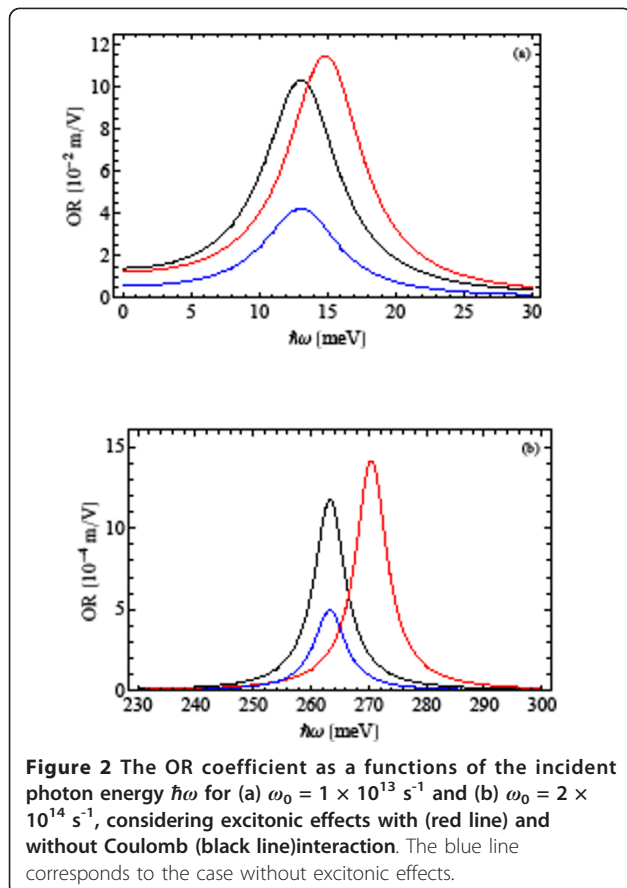 12
10
8
6
4
2
0
OR [10⁻² m/V]
(a)
0 5 10 15 20 25 30
ℏω [meV]
15
10
5
0
OR [10⁻⁴ m/V]
(b)
230 240 250 260 270 280 290 300
ℏω [meV]
Figure 2 The OR coefficient as a functions of the incident
photon energy ℏω for (a) ω₀ = 1 × 10¹³ s⁻¹ and (b) ω₀ = 2 ×
10¹⁴ s⁻¹, considering excitonic effects with (red line) and
without Coulomb (black line)interaction. The blue line
corresponds to the case without excitonic effects.